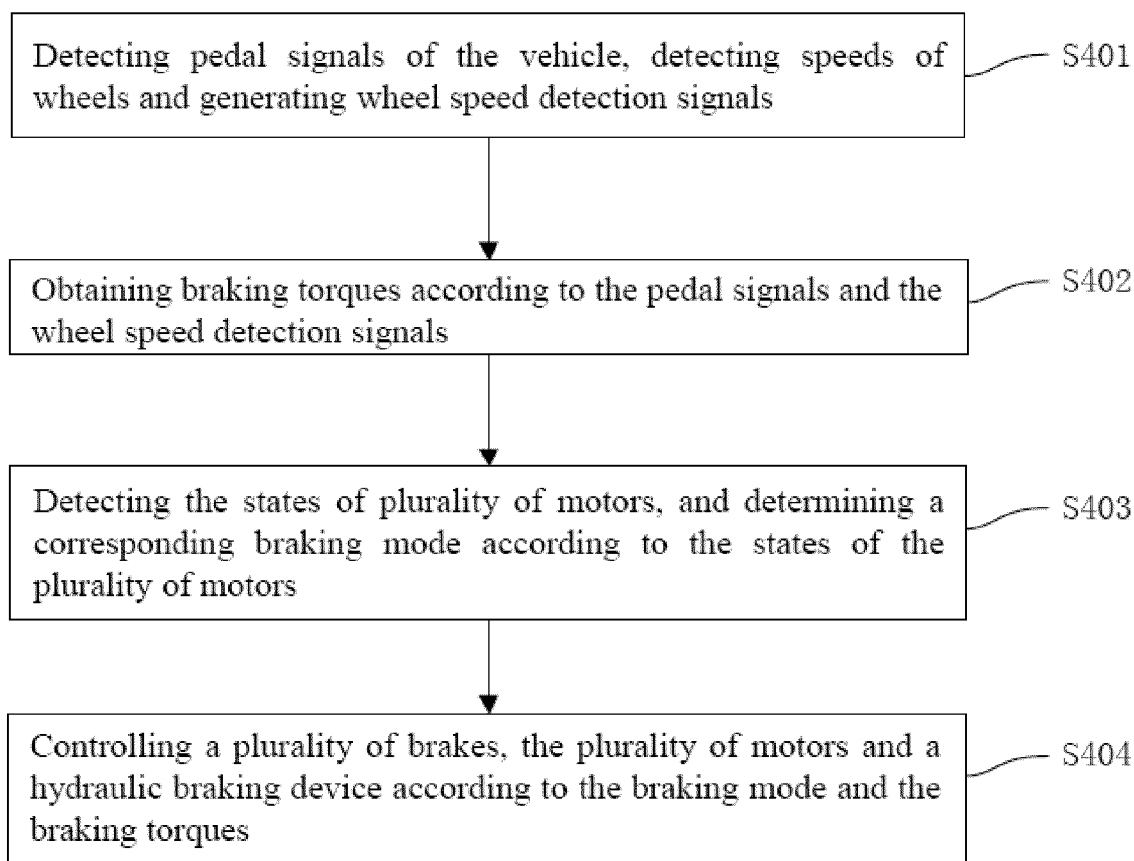 Detecting pedal signals of the vehicle, detecting speeds of
wheels and generating wheel speed detection signals
S401
Obtaining braking torques according to the pedal signals and the
wheel speed detection signals
S402
Detecting the states of plurality of motors, and determining a
corresponding braking mode according to the states of the
plurality of motors
S403
Controlling a plurality of brakes, the plurality of motors and a
hydraulic braking device according to the braking mode and the
braking torques
S404